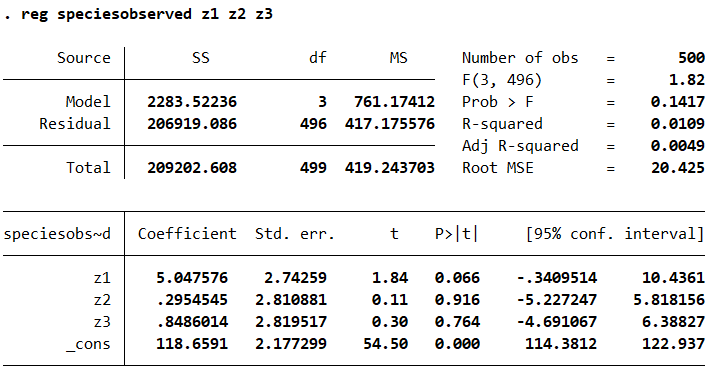 . reg speciesobserved z1 z2 z3
Source SS df MS Number of obs = 500
F(3, 496) = 1.82
Model 2283.52236 3 761.17412 Prob > F = 0.1417
Residual 206919.086 496 417.175576 R-squared = 0.0109
Adj R-squared = 0.0049
Total 209202.608 499 419.243703 Root MSE = 20.425
speciesobs~d Coefficient Std. err. t P>|t| [95% conf. interval]
z1 5.047576 2.74259 1.84 0.066 -.3409514 10.4361
z2 .2954545 2.810881 0.11 0.916 -5.227247 5.818156
z3 .8486014 2.819517 0.30 0.764 -4.691067 6.38827
_cons 118.6591 2.177299 54.50 0.000 114.3812 122.937